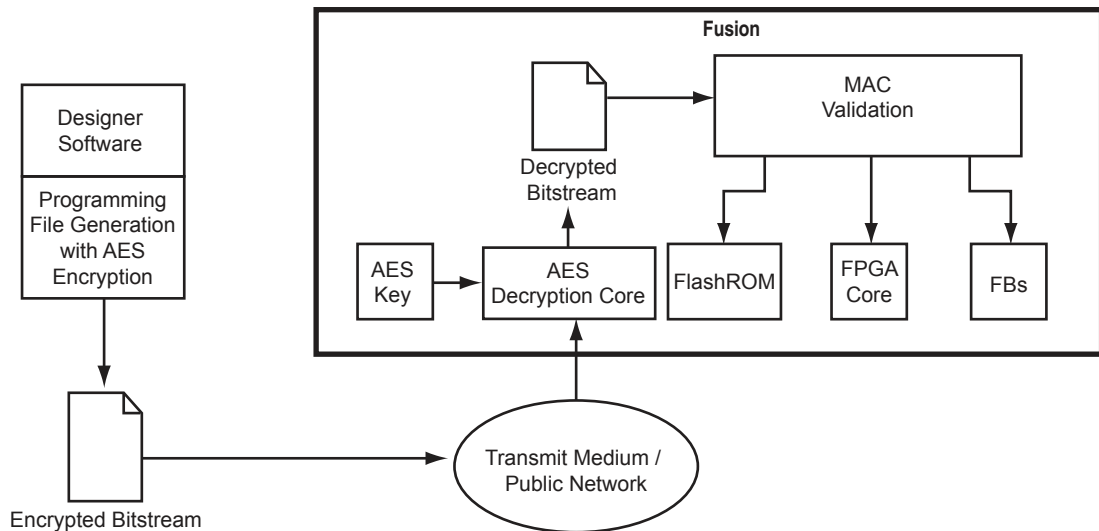 Fusion
Designer
Software
Programming
File Generation
with AES
Encryption
MAC
Validation
Decrypted
Bitstream
AES
Key
AES
Decryption Core
FlashROM
FPGA
Core
FBs
Transmit Medium /
Public Network
Encrypted Bitstream